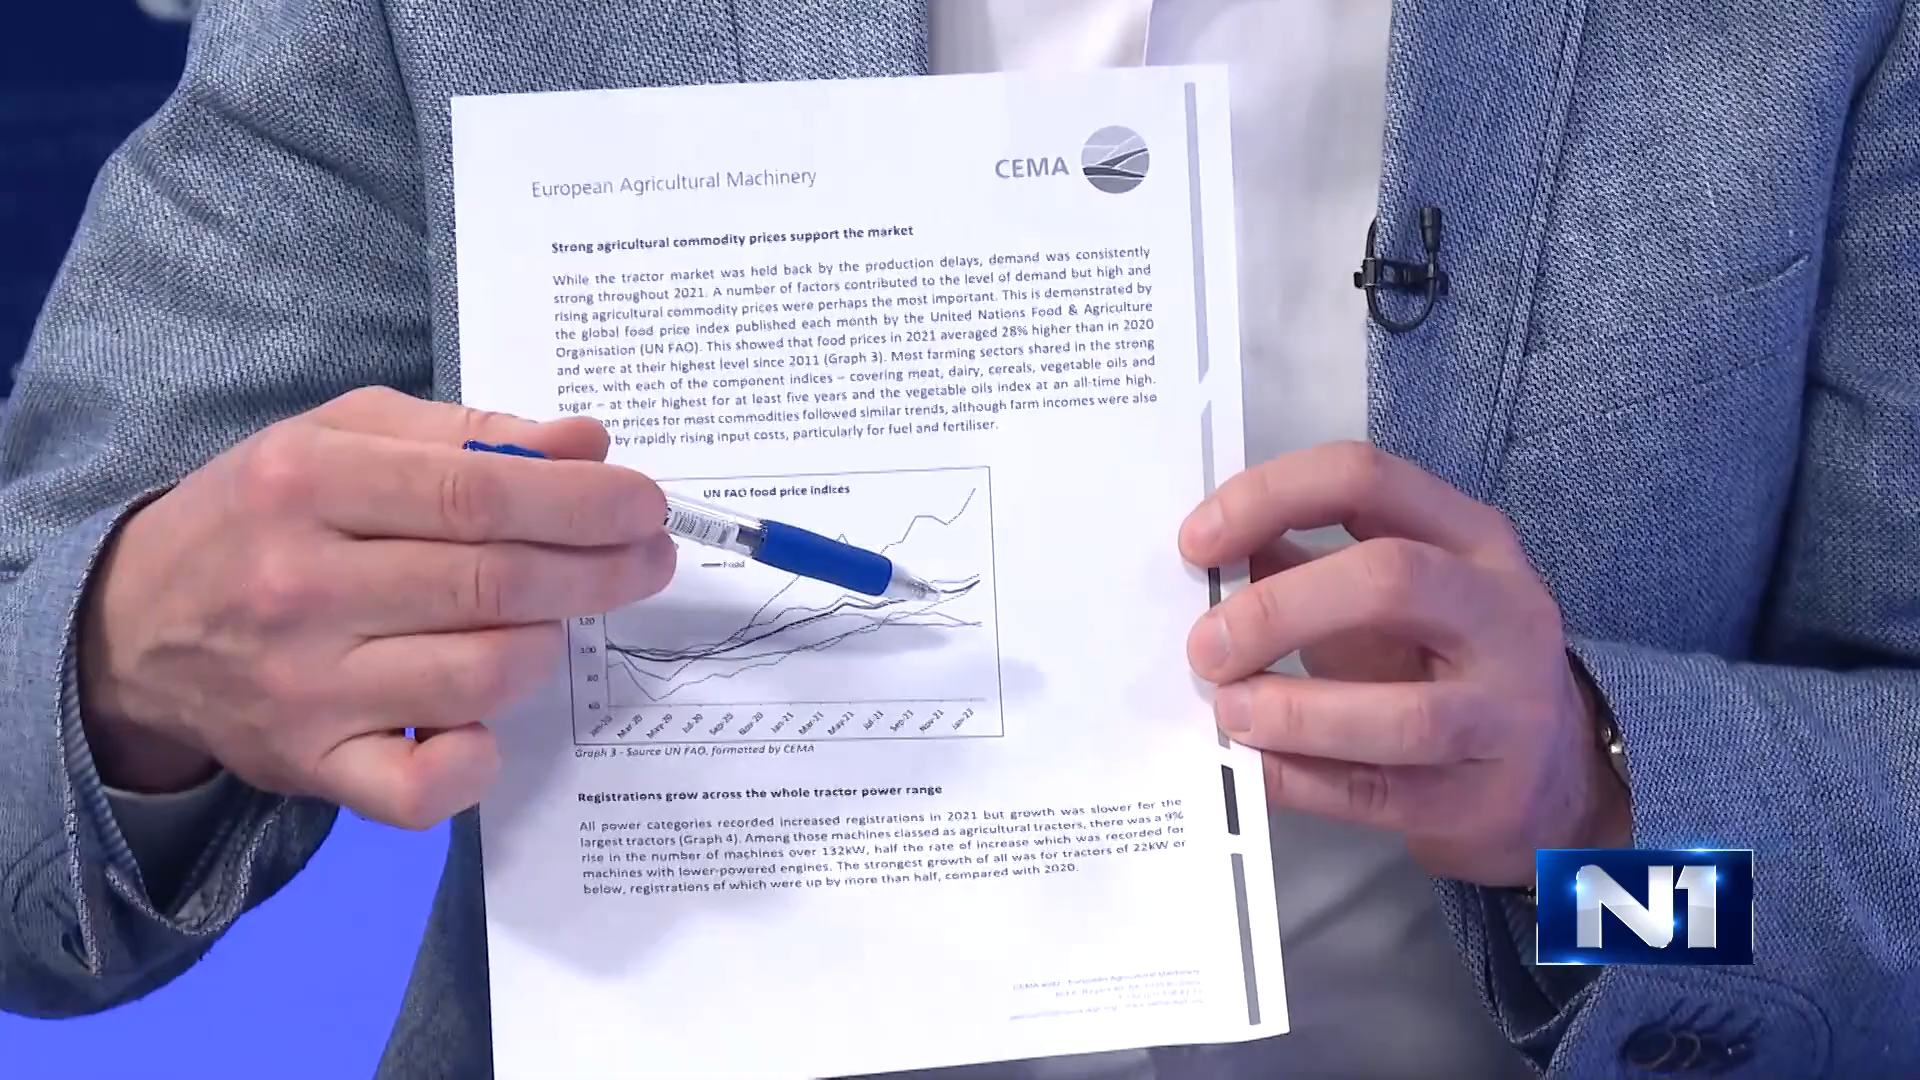 European Agricultural Machinery
CEMA
Strong agricultural commodity prices support the market
While the tractor market was held back by the production delays, demand was consistently
strong throughout 2021. A number of factors contributed to the level of demand but high and
rising agricultural commodity prices were perhaps the most important. This is demonstrated by
the global food price index published each month by the United Nations Food & Agriculture
Organisation (UN FAO). This showed that food prices in 2021 averaged 28% higher than in 2020
and were at their highest level since 2011 (Graph 3). Most farming sectors shared in the strong
prices, with each of the component indices – covering meat, dairy, cereals, vegetable oils and
sugar – at their highest for at least five years and the vegetable oils index at an all-time high.
prices for most commodities followed similar trends, although farm incomes were also
by rapidly rising input costs, particularly for fuel and fertiliser.
UN FAO food price indices
Food
120
100
80
60
Jan-20 Mar-20 May-20 Jul-20 Sep-20 Nov-20 Jan-21 Mar-21 May-21 Jul-21 Sep-21 Nov-21 Jan-22
Graph 3 - Source UN FAO, formatted by CEMA
Registrations grow across the whole tractor power range
All power categories recorded increased registrations in 2021 but growth was slower for the
largest tractors (Graph 4). Among those machines classed as agricultural tractors, there was a 9%
rise in the number of machines over 132kW, half the rate of increase which was recorded for
machines with lower-powered engines. The strongest growth of all was for tractors of 22kW or
below, registrations of which were up by more than half, compared with 2020.
European Agricultural Machinery
N1